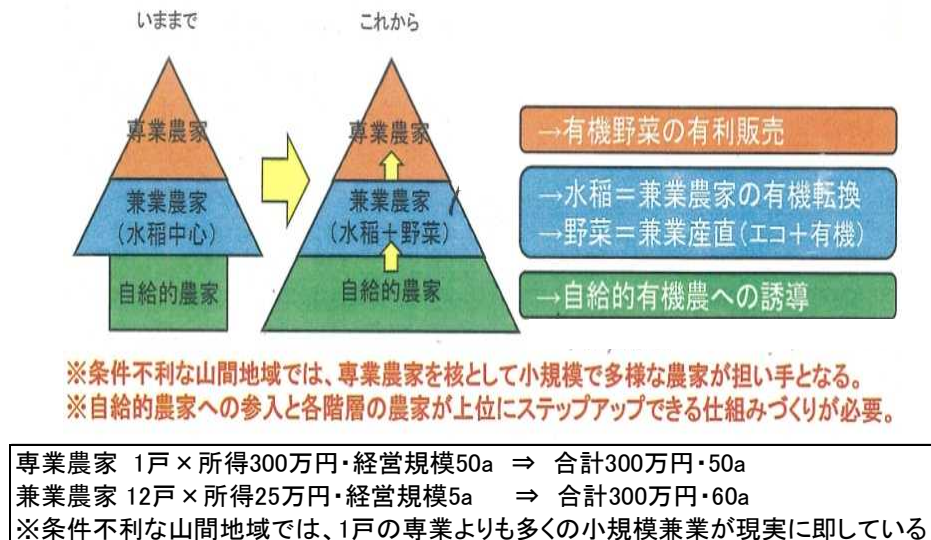 いままで
これから
専業農家
兼業農家
(水稲中心)
自給的農家
専業農家
兼業農家
(水稲+野菜)
自給的農家
→有機野菜の有利販売
→水稲=兼業農家の有機転換
→野菜=兼業産直(エコ+有機)
→自給的有機農への誘導
※条件不利な山間地域では、専業農家を核として小規模で多様な農家が担い手となる。
※自給的農家への参入と各階層の農家が上位にステップアップできる仕組みづくりが必要。
専業農家 1戸×所得300万円・経営規模50a ⇒ 合計300万円・50a
兼業農家 12戸×所得25万円・経営規模5a ⇒ 合計300万円・60a
※条件不利な山間地域では、1戸の専業よりも多くの小規模兼業が現実に即している